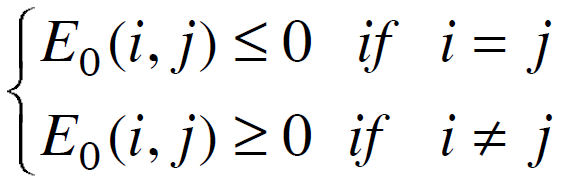 E₀(i, j) ≤ 0 if i = j
E₀(i, j) ≥ 0 if i ≠ j